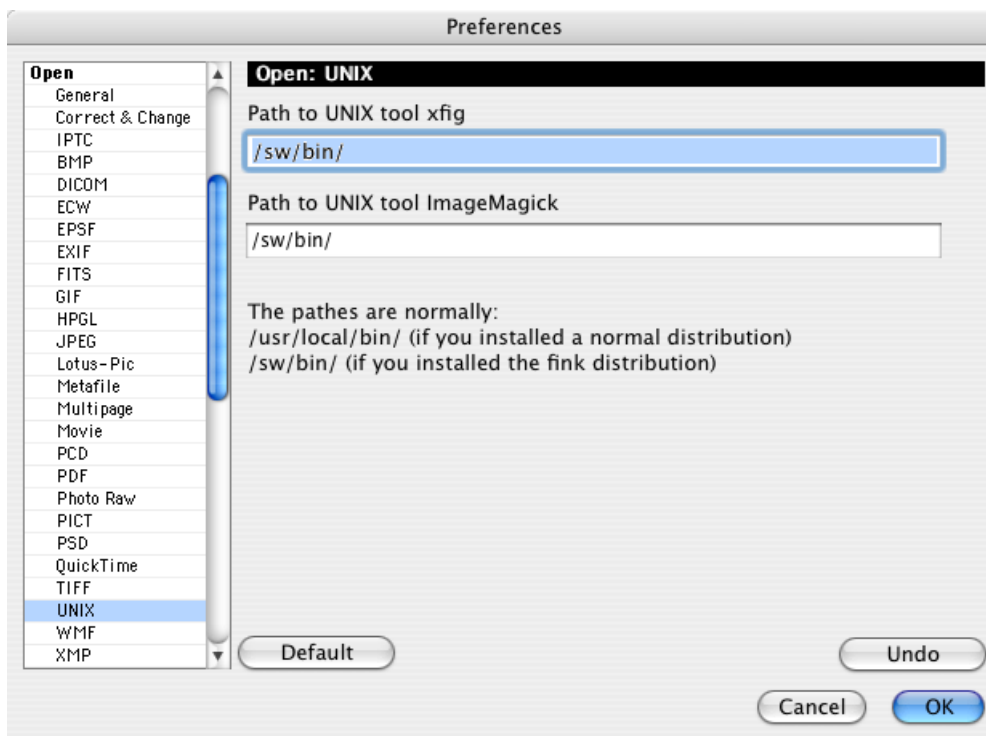 Preferences
Open
General
Correct & Change
IPTC
BMP
DICOM
ECW
EPSF
EXIF
FITS
GIF
HPGL
JPEG
Lotus-Pic
Metafile
Multipage
Movie
PCD
PDF
Photo Raw
PICT
PSD
QuickTime
TIFF
UNIX
WMF
XMP
Open: UNIX
Path to UNIX tool xfig
/sw/bin/
Path to UNIX tool ImageMagick
/sw/bin/
The pathes are normally:
/usr/local/bin/ (if you installed a normal distribution)
/sw/bin/ (if you installed the fink distribution)
Default
Undo
Cancel
OK